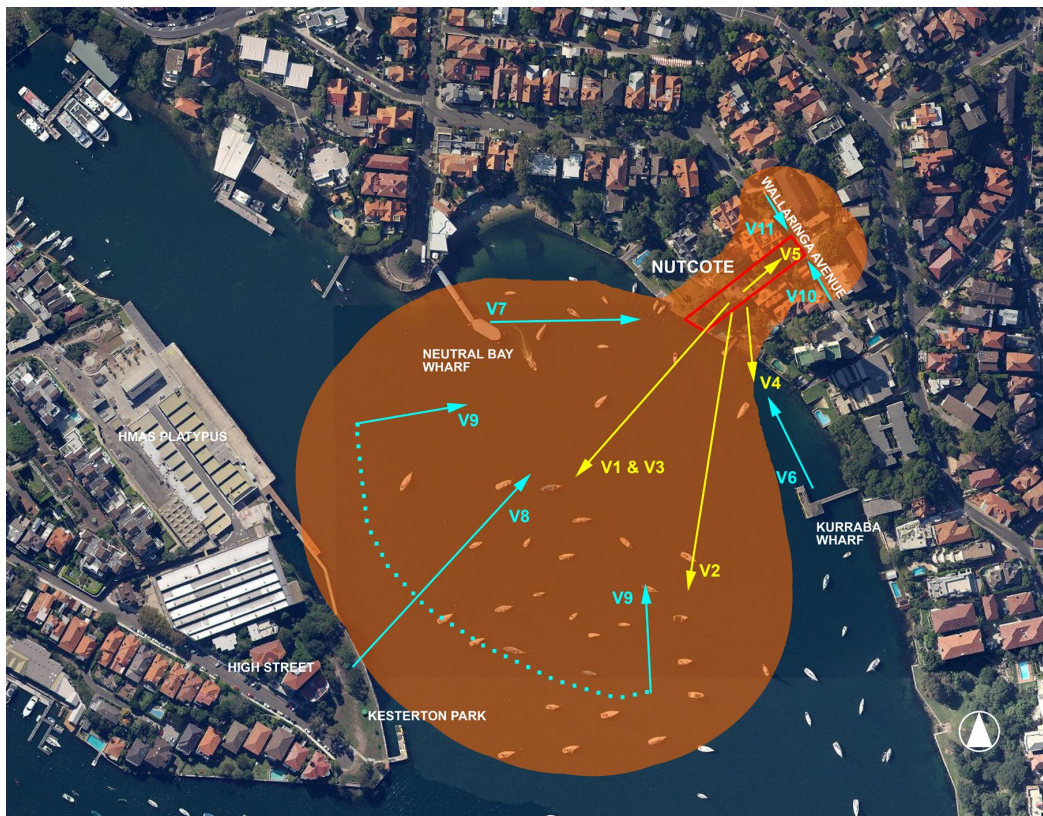 WALLARINGA AVENUE
V11
V5
NUTCOTE
V10
V7
NEUTRAL BAY
WHARF
V4
V9
HMAS PLATYPUS
V1 & V3
V6
V8
KURRABA
WHARF
V2
V9
HIGH STREET
KESTERTON PARK